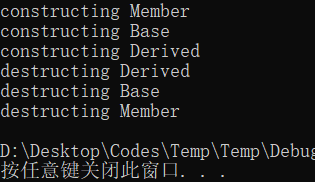 constructing Member
constructing Base
constructing Derived
destructing Derived
destructing Base
destructing Member
D:\Desktop\Codes\Temp\Temp\Debug
按任意键关闭此窗口. . .